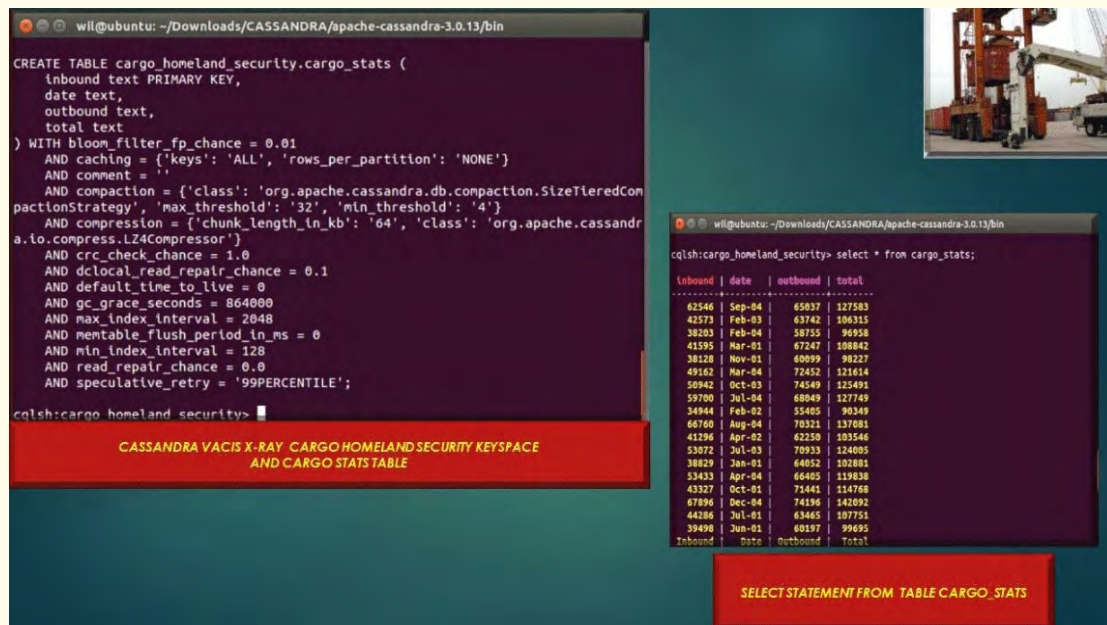 wil@ubuntu: ~/Downloads/CASSANDRA/apache-cassandra-3.0.13/bin
CREATE TABLE cargo_homeland_security.cargo_stats (
    inbound text PRIMARY KEY,
    date text,
    outbound text,
    total text
) WITH bloom_filter_fp_chance = 0.01
    AND caching = {'keys': 'ALL', 'rows_per_partition': 'NONE'}
    AND comment = ''
    AND compaction = {'class': 'org.apache.cassandra.db.compaction.SizeTieredCom
pactionStrategy', 'max_threshold': '32', 'min_threshold': '4'}
    AND compression = {'chunk_length_in_kb': '64', 'class': 'org.apache.cassandr
a.io.compress.LZ4Compressor'}
    AND crc_check_chance = 1.0
    AND dclocal_read_repair_chance = 0.1
    AND default_time_to_live = 0
    AND gc_grace_seconds = 864000
    AND max_index_interval = 2048
    AND memtable_flush_period_in_ms = 0
    AND min_index_interval = 128
    AND read_repair_chance = 0.0
    AND speculative_retry = '99PERCENTILE';
cqlsh:cargo_homeland_security>
CASSANDRA VACIS X-RAY CARGO HOMELAND SECURITY KEYSPACE
AND CARGO STATS TABLE
wil@ubuntu: ~/Downloads/CASSANDRA/apache-cassandra-3.0.13/bin
cqlsh:cargo_homeland_security> select * from cargo_stats;
inbound | date | outbound | total
62546 | Sep-04 | 65037 | 127583
42573 | Feb-03 | 63742 | 106315
38203 | Feb-04 | 58755 | 96958
41595 | Mar-01 | 67247 | 108842
38128 | Nov-01 | 60099 | 98227
49162 | Mar-04 | 72452 | 121614
50942 | Oct-03 | 74549 | 125491
59700 | Jul-04 | 68049 | 127749
34944 | Feb-02 | 55405 | 90349
66760 | Aug-04 | 70321 | 137081
41296 | Apr-02 | 62250 | 103546
53072 | Jul-03 | 70933 | 124005
38829 | Jan-01 | 64052 | 102881
53433 | Apr-04 | 66405 | 119838
43327 | Oct-01 | 71441 | 114768
67896 | Dec-04 | 74196 | 142092
44286 | Jul-01 | 63465 | 107751
39498 | Jun-01 | 60197 | 99695
Inbound | Date | Outbound | Total
SELECT STATEMENT FROM TABLE CARGO_STATS